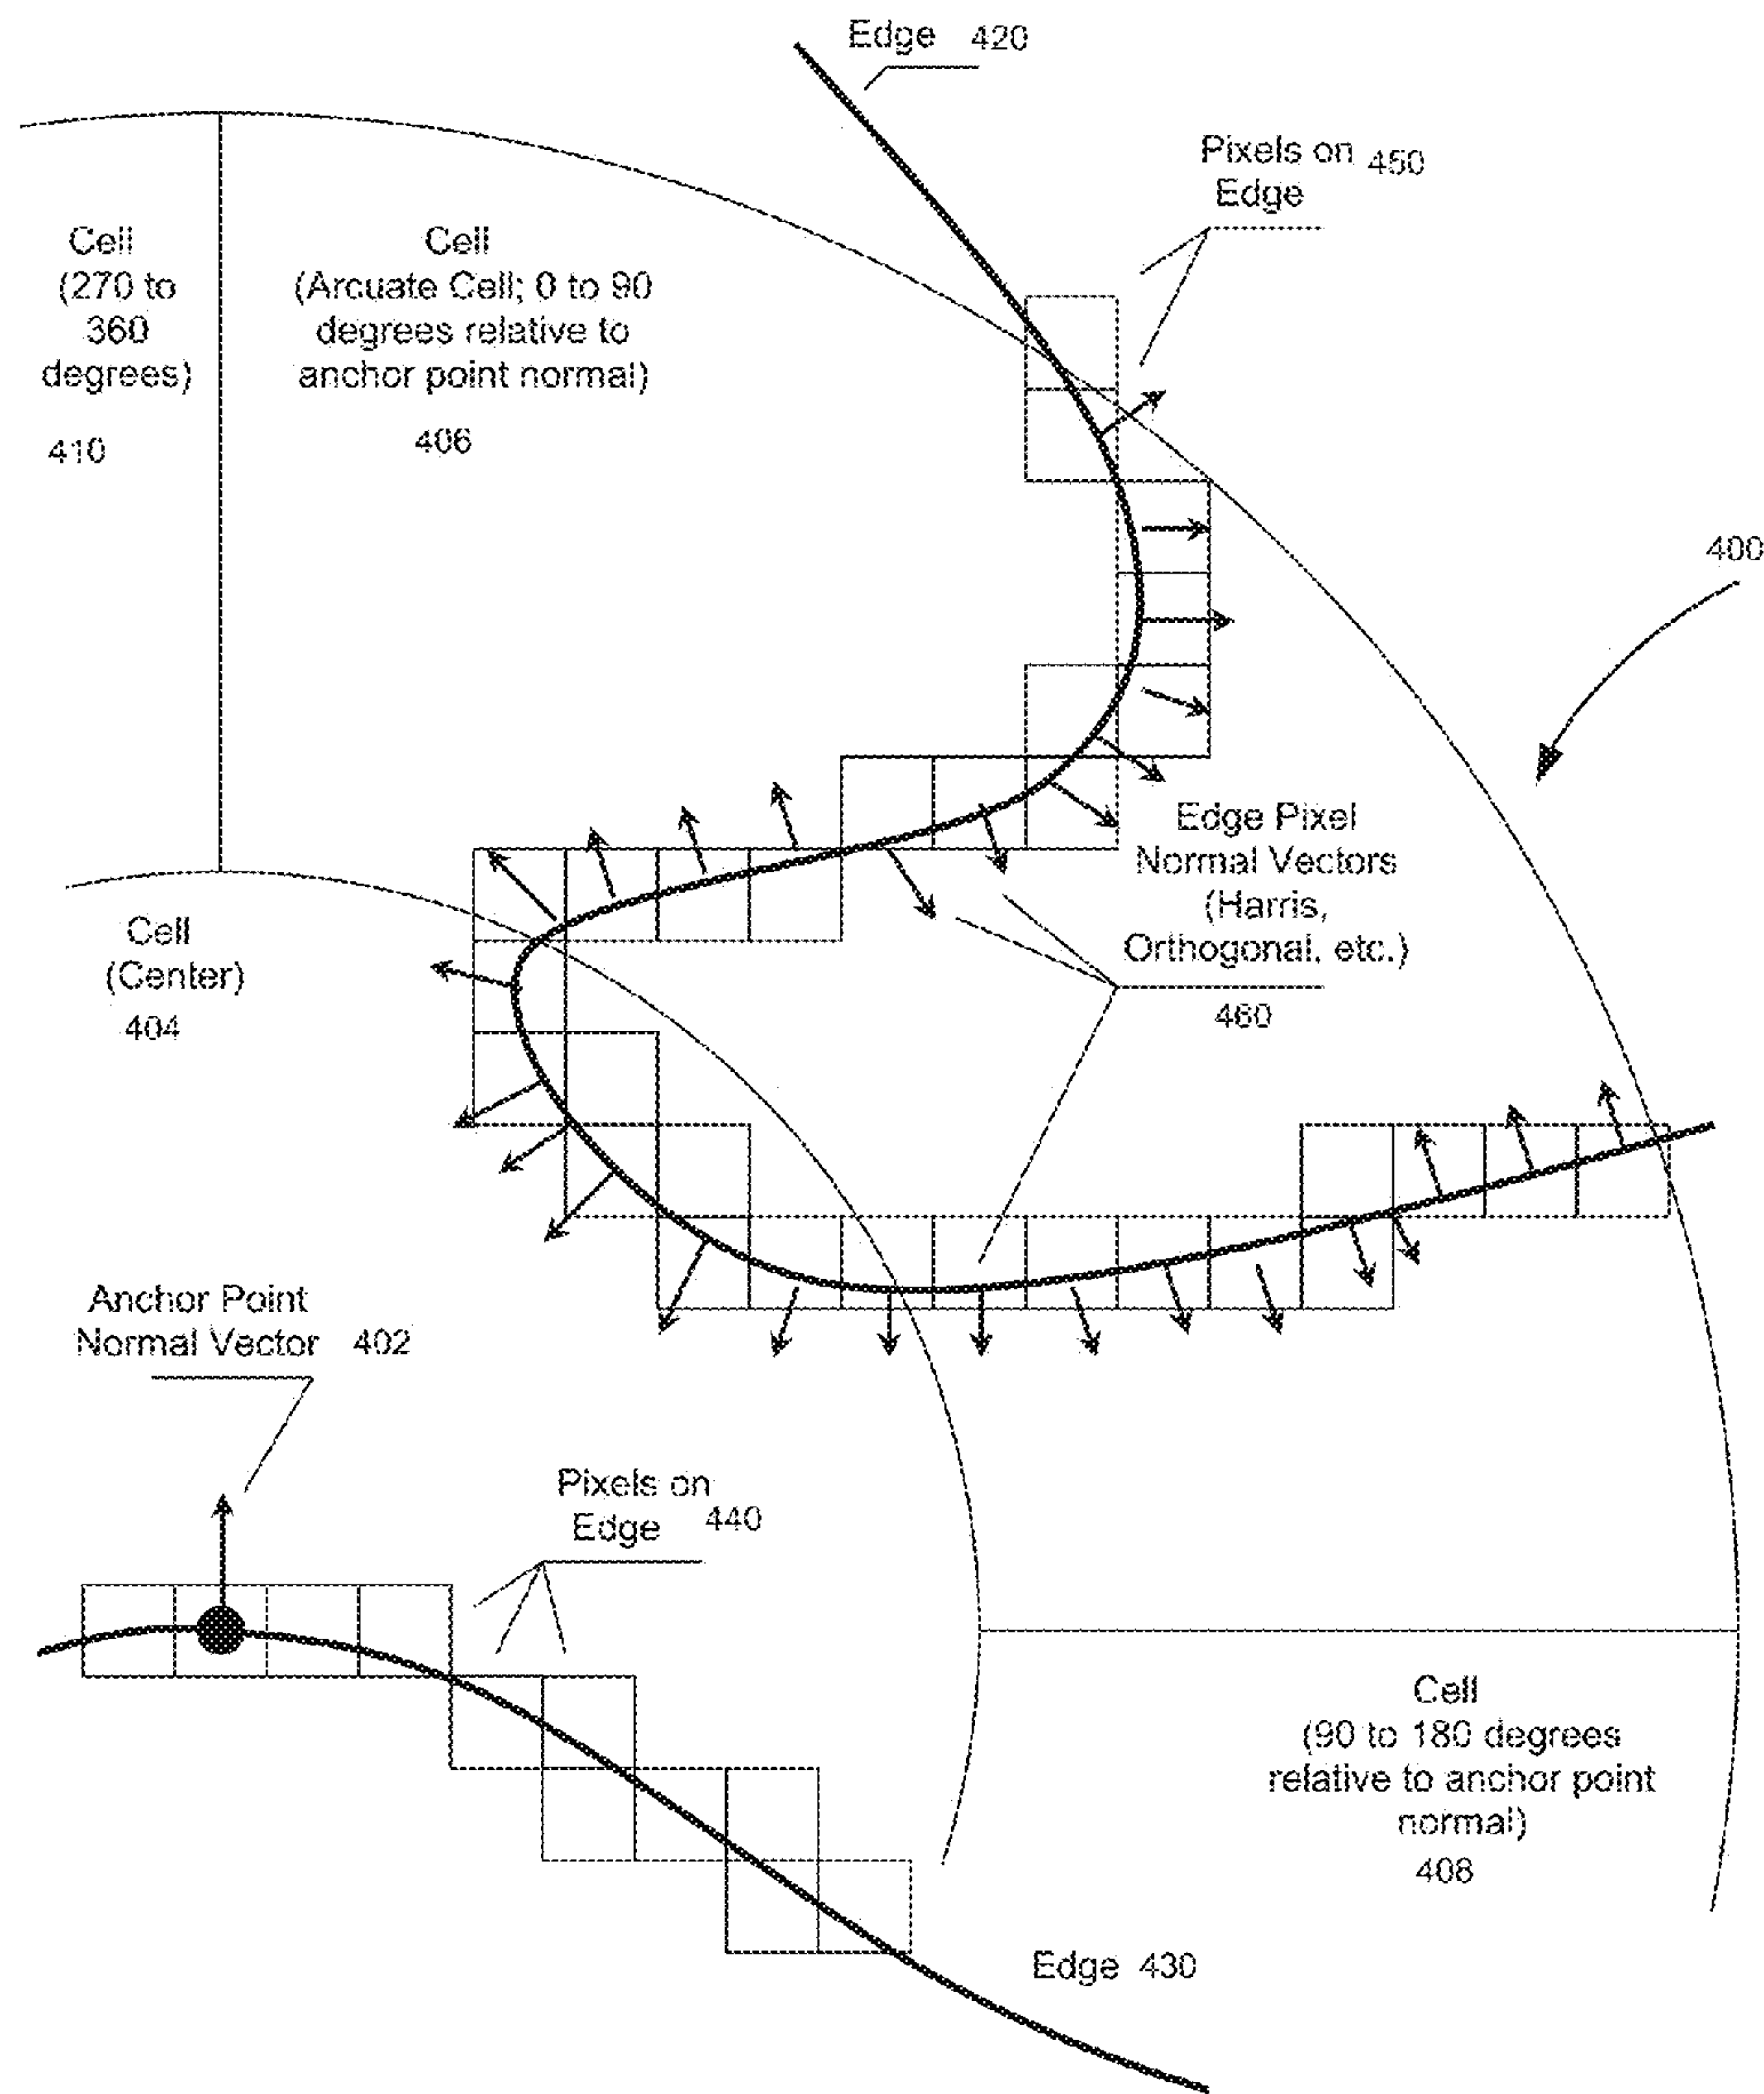 Edge 420
Pixels on 450
Edge
Cell
(270 to
360
degrees)
410
Cell
(Arcuate Cell; 0 to 90
degrees relative to
anchor point normal)
406
400
Edge Pixel
Normal Vectors
(Harris,
Orthogonal, etc.)
460
Cell
(Center)
404
Anchor Point
Normal Vector 402
Pixels on
Edge 440
Cell
(90 to 180 degrees
relative to anchor point
normal)
408
Edge 430